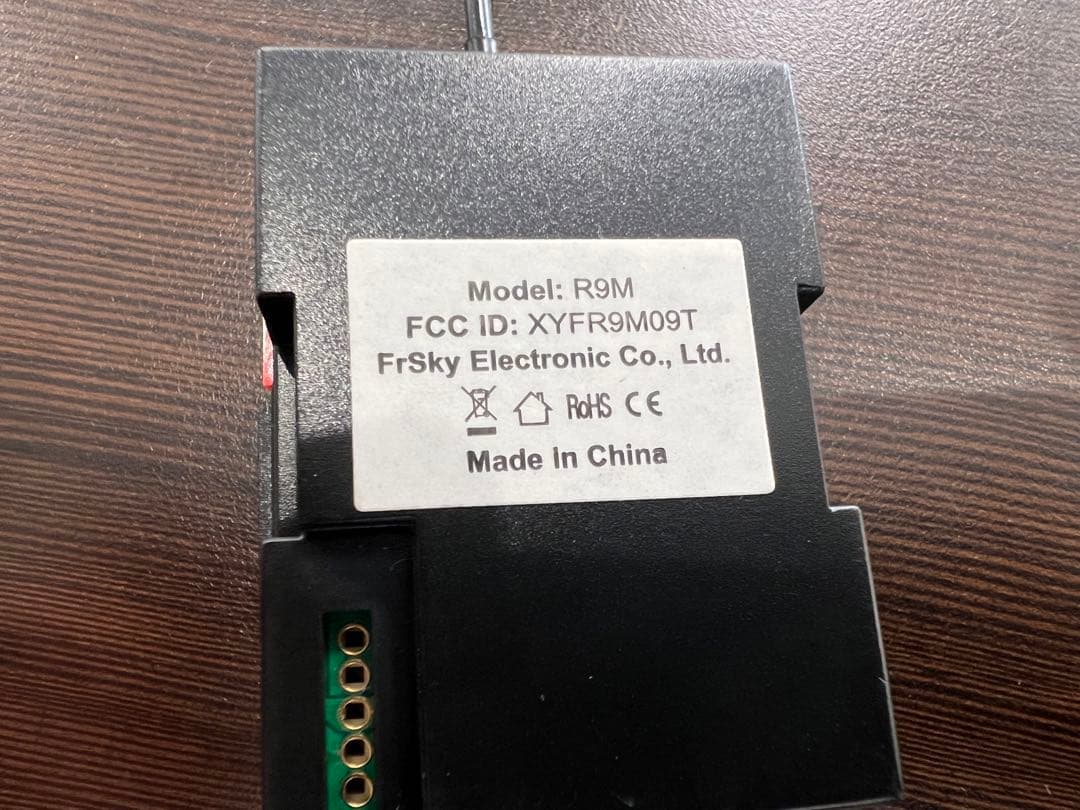 Model: R9M
FCC ID: XYFR9M09T
FrSky Electronic Co., Ltd.
RoHS CE
Made In China